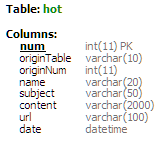 Table: hot
Columns:
num int(11) PK
originTable varchar(10)
originNum int(11)
name varchar(20)
subject varchar(50)
content varchar(2000)
url varchar(100)
date datetime